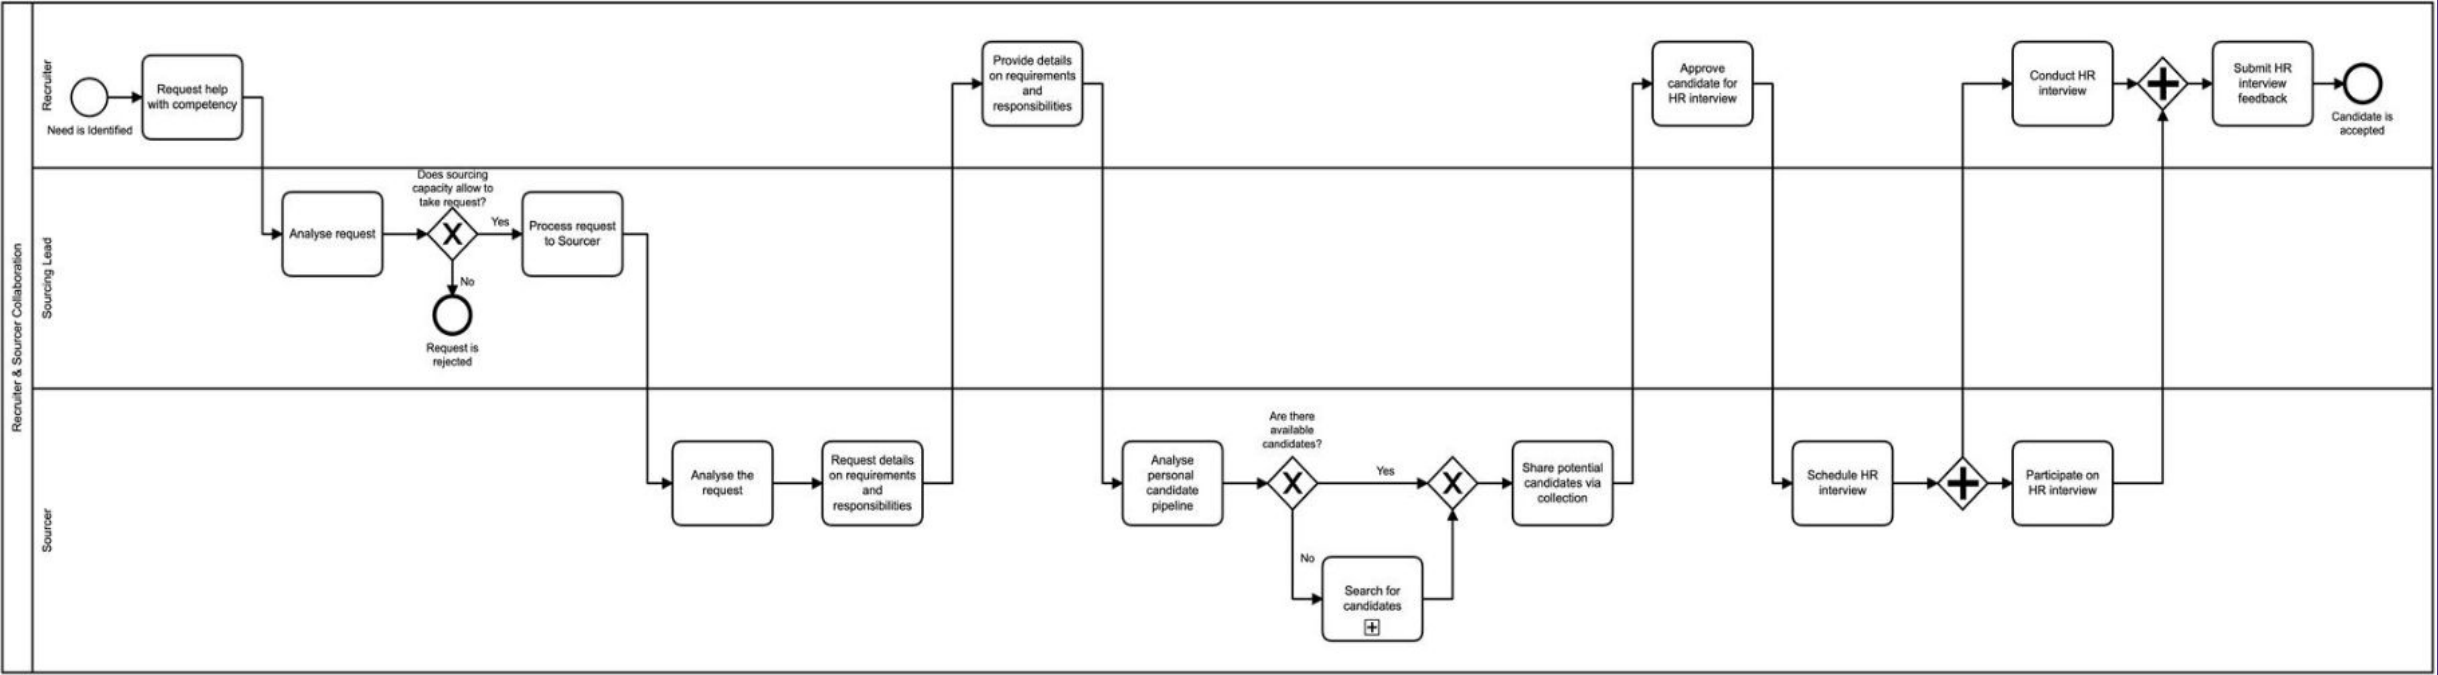 Recruiter & Sourcer Collaboration
Recruiter
Need is Identified
Request help
with competency
Provide details
on requirements
and
responsibilities
Approve
candidate for
HR interview
Conduct HR
interview
Submit HR
interview
feedback
Candidate is
accepted
Sourcing Lead
Analyse request
Does sourcing
capacity allow to
take request?
X
Yes
No
Request is
rejected
Process request
to Sourcer
Sourcer
Analyse the
request
Request details
on requirements
and
responsibilities
Analyse
personal
candidate
pipeline
Are there
available
candidates?
X
Yes
No
Search for
candidates
X
Share potential
candidates via
collection
Schedule HR
interview
Participate on
HR interview